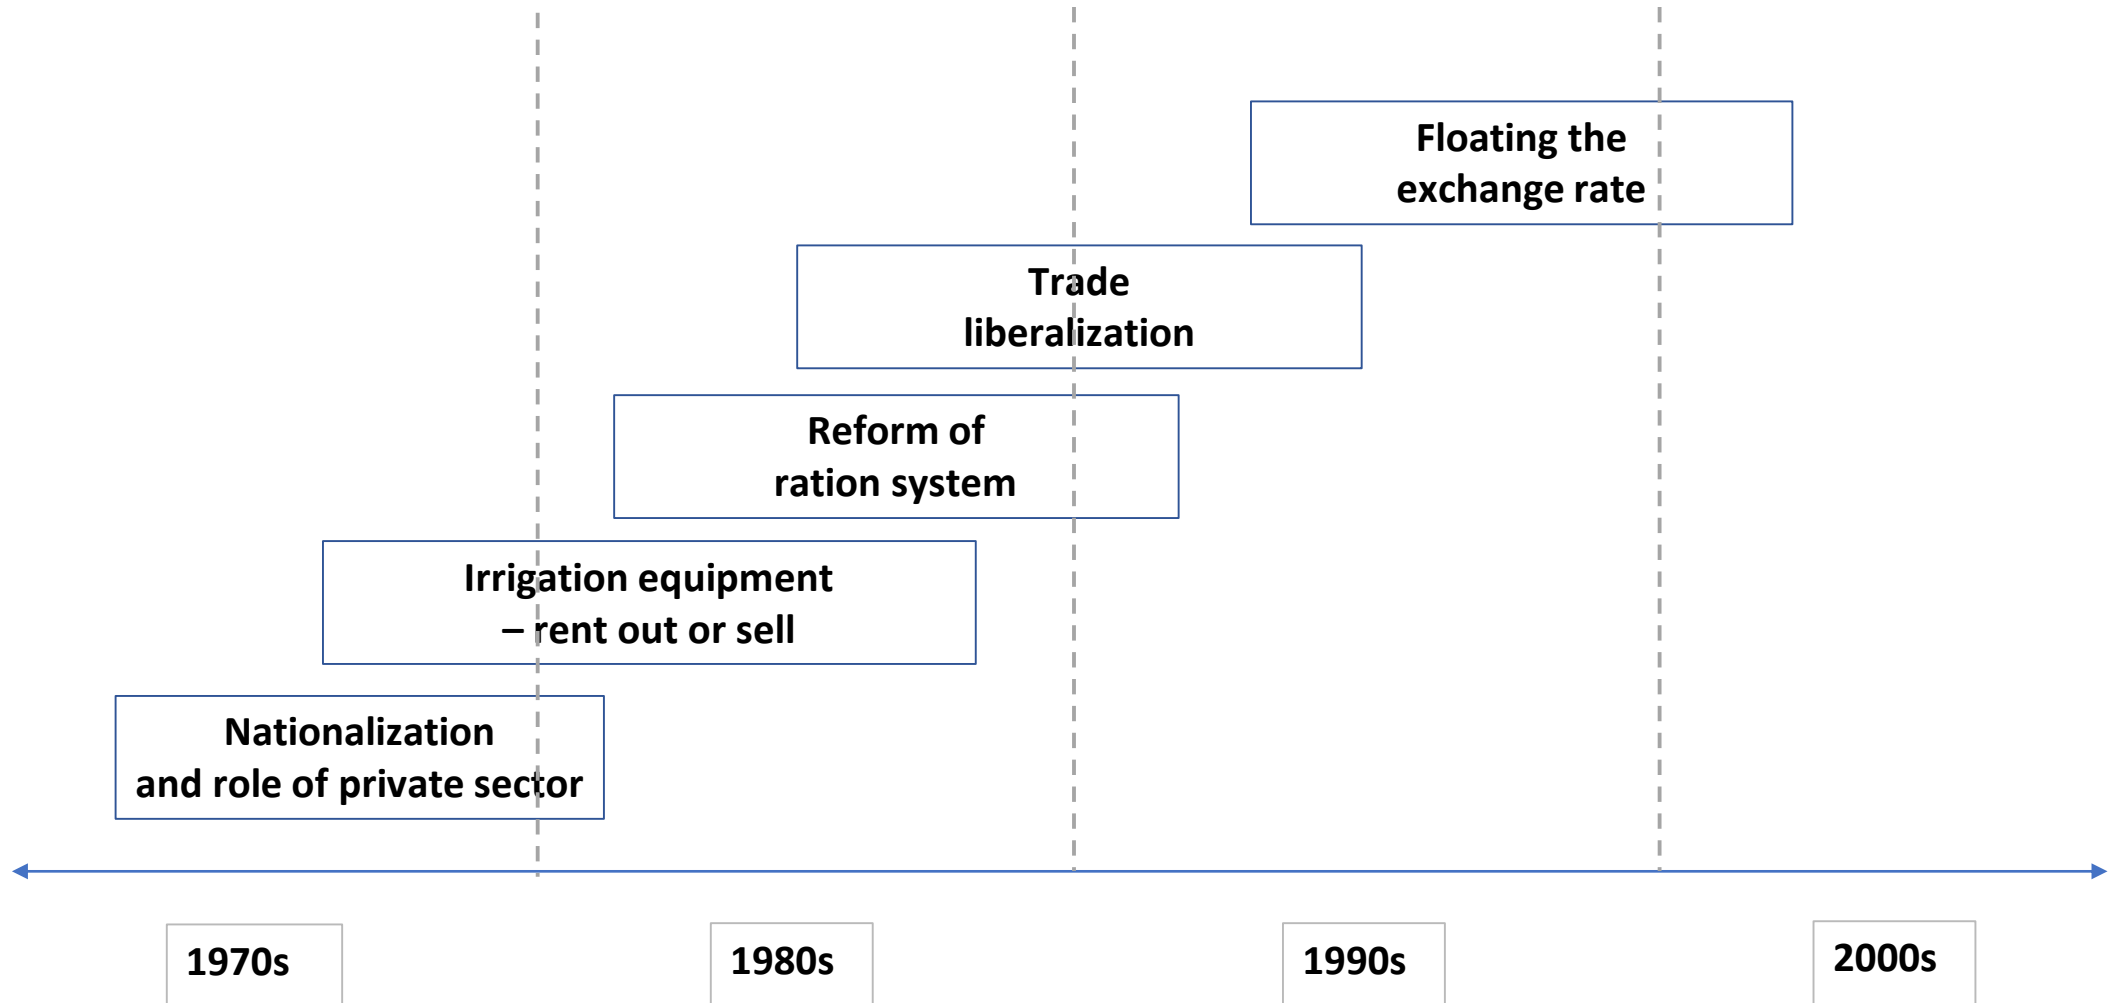 Floating the
exchange rate
Trade
liberalization
Reform of
ration system
Irrigation equipment
– rent out or sell
Nationalization
and role of private sector
1970s
1980s
1990s
2000s